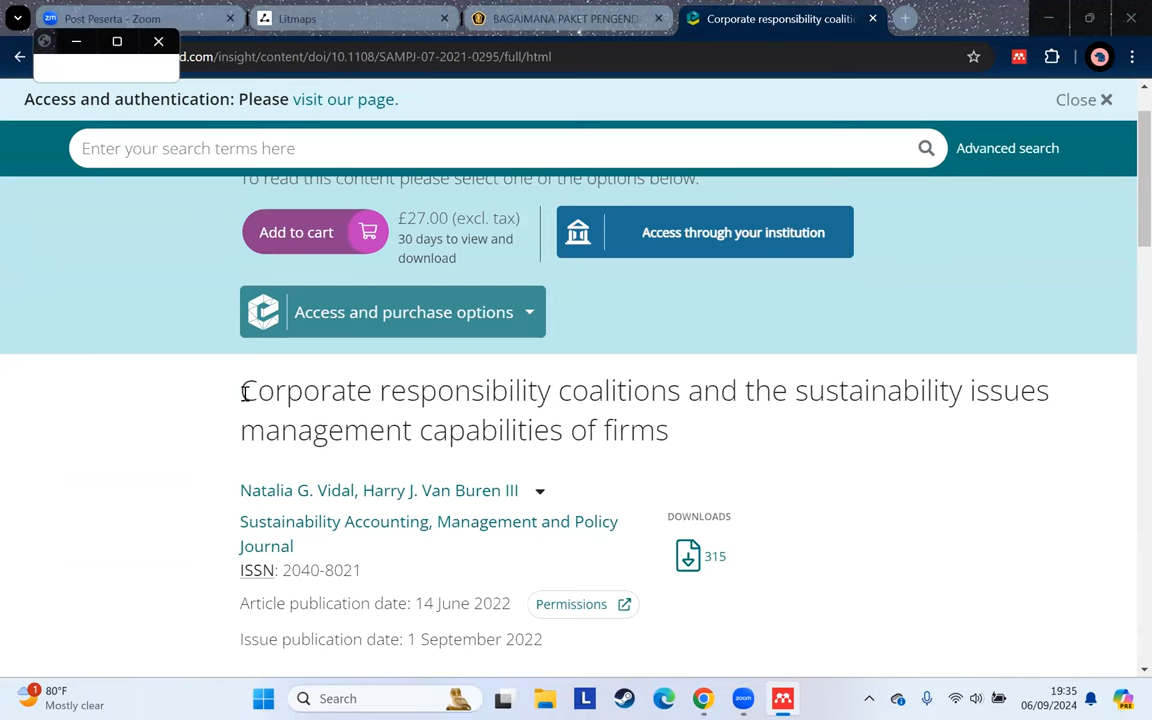 Post Peserta - Zoom
Litmaps
BAGAIMANA PAKET PENGEND
Corporate responsibility coaliti
d.com/insight/content/doi/10.1108/SAMPJ-07-2021-0295/full/html
Access and authentication: Please visit our page.
Close
Enter your search terms here
Advanced search
To read this content please select one of the options below:
Add to cart
£27.00 (excl. tax)
30 days to view and
download
Access through your institution
Access and purchase options
Corporate responsibility coalitions and the sustainability issues
management capabilities of firms
Natalia G. Vidal, Harry J. Van Buren III
Sustainability Accounting, Management and Policy
Journal
ISSN: 2040-8021
DOWNLOADS
315
Article publication date: 14 June 2022
Permissions
Issue publication date: 1 September 2022
1
80°F
Mostly clear
Search
L
19:35
06/09/2024
PRE